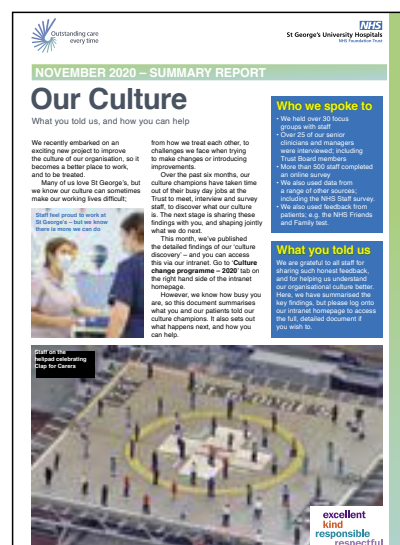 Outstanding care
every time
NHS
St George's University Hospitals
NHS Foundation Trust
NOVEMBER 2020 – SUMMARY REPORT
Our Culture
What you told us, and how you can help
We recently embarked on an
exciting new project to improve
the culture of our organisation, so it
becomes a better place to work,
and to be treated.
Many of us love St George's, but
we know our culture can sometimes
make our working lives difficult;
Staff feel proud to work at
St George's – but we know
there is more we can do
from how we treat each other, to
challenges we face when trying
to make changes or introducing
improvements.
Over the past six months, our
culture champions have taken time
out of their busy day jobs at the
Trust to meet, interview and survey
staff, to discover what our culture
is. The next stage is sharing these
findings with you, and shaping jointly
what we do next.
This month, we've published
the detailed findings of our 'culture
discovery' – and you can access
this via our intranet. Go to 'Culture
change programme – 2020' tab on
the right hand side of the intranet
homepage.
However, we know how busy you
are, so this document summarises
what you and our patients told our
culture champions. It also sets out
what happens next, and how you
can help.
Who we spoke to
• We held over 30 focus
groups with staff
• Over 25 of our senior
clinicians and managers
were interviewed; including
Trust Board members
• More than 500 staff completed
an online survey
• We also used data from
a range of other sources;
including the NHS Staff survey.
• We also used feedback from
patients; e.g. the NHS Friends
and Family test.
What you told us
We are grateful to all staff for
sharing such honest feedback,
and for helping us understand
our organisational culture better.
Here, we have summarised the
key findings, but please log onto
our intranet homepage to access
the full, detailed document if
you wish to.
Staff on the
helipad celebrating
Clap for Carers
excellent
kind
responsible
respectful